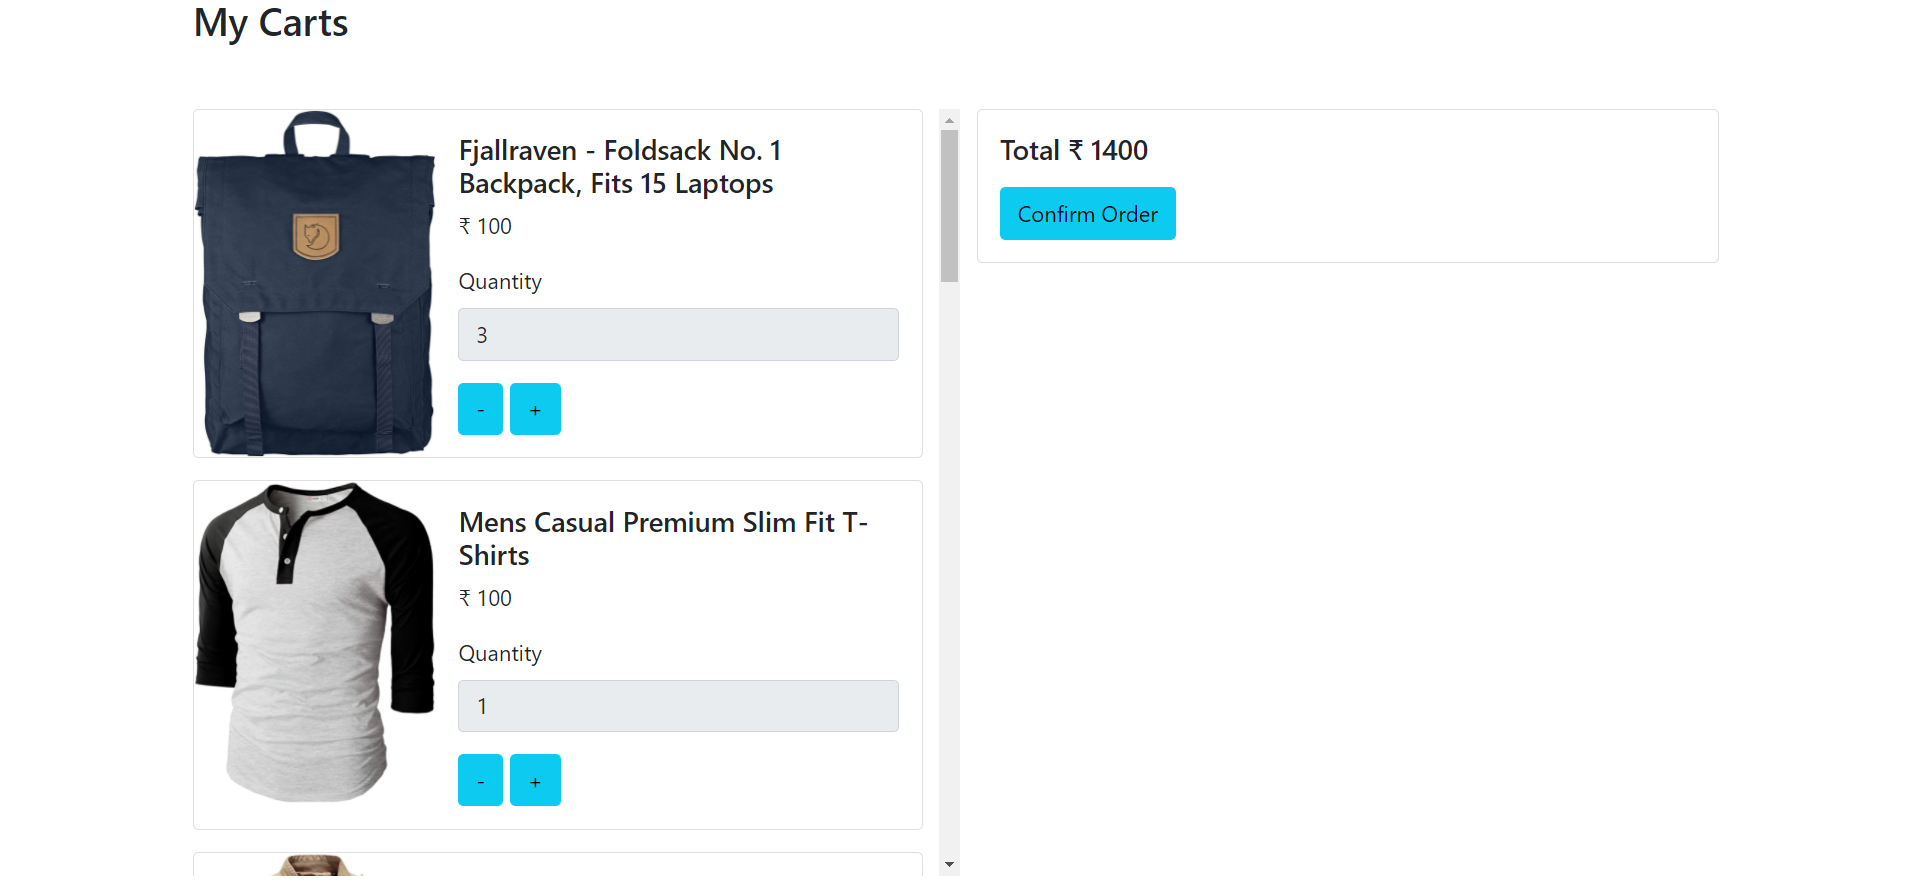 My Carts
Fjallraven - Foldsack No. 1
Backpack, Fits 15 Laptops
₹ 100
Quantity
3
- +
Mens Casual Premium Slim Fit T-
Shirts
₹ 100
Quantity
1
- +
Total ₹ 1400
Confirm Order